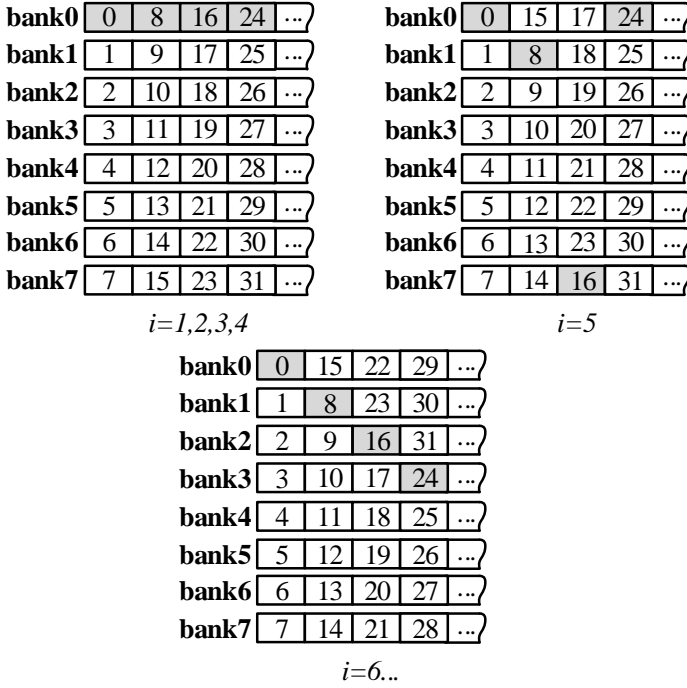 bank0 0 8 16 24 ...
bank1 1 9 17 25 ...
bank2 2 10 18 26 ...
bank3 3 11 19 27 ...
bank4 4 12 20 28 ...
bank5 5 13 21 29 ...
bank6 6 14 22 30 ...
bank7 7 15 23 31 ...
i=1,2,3,4
bank0 0 15 17 24 ...
bank1 1 8 18 25 ...
bank2 2 9 19 26 ...
bank3 3 10 20 27 ...
bank4 4 11 21 28 ...
bank5 5 12 22 29 ...
bank6 6 13 23 30 ...
bank7 7 14 16 31 ...
i=5
bank0 0 15 22 29 ...
bank1 1 8 23 30 ...
bank2 2 9 16 31 ...
bank3 3 10 17 24 ...
bank4 4 11 18 25 ...
bank5 5 12 19 26 ...
bank6 6 13 20 27 ...
bank7 7 14 21 28 ...
i=6...